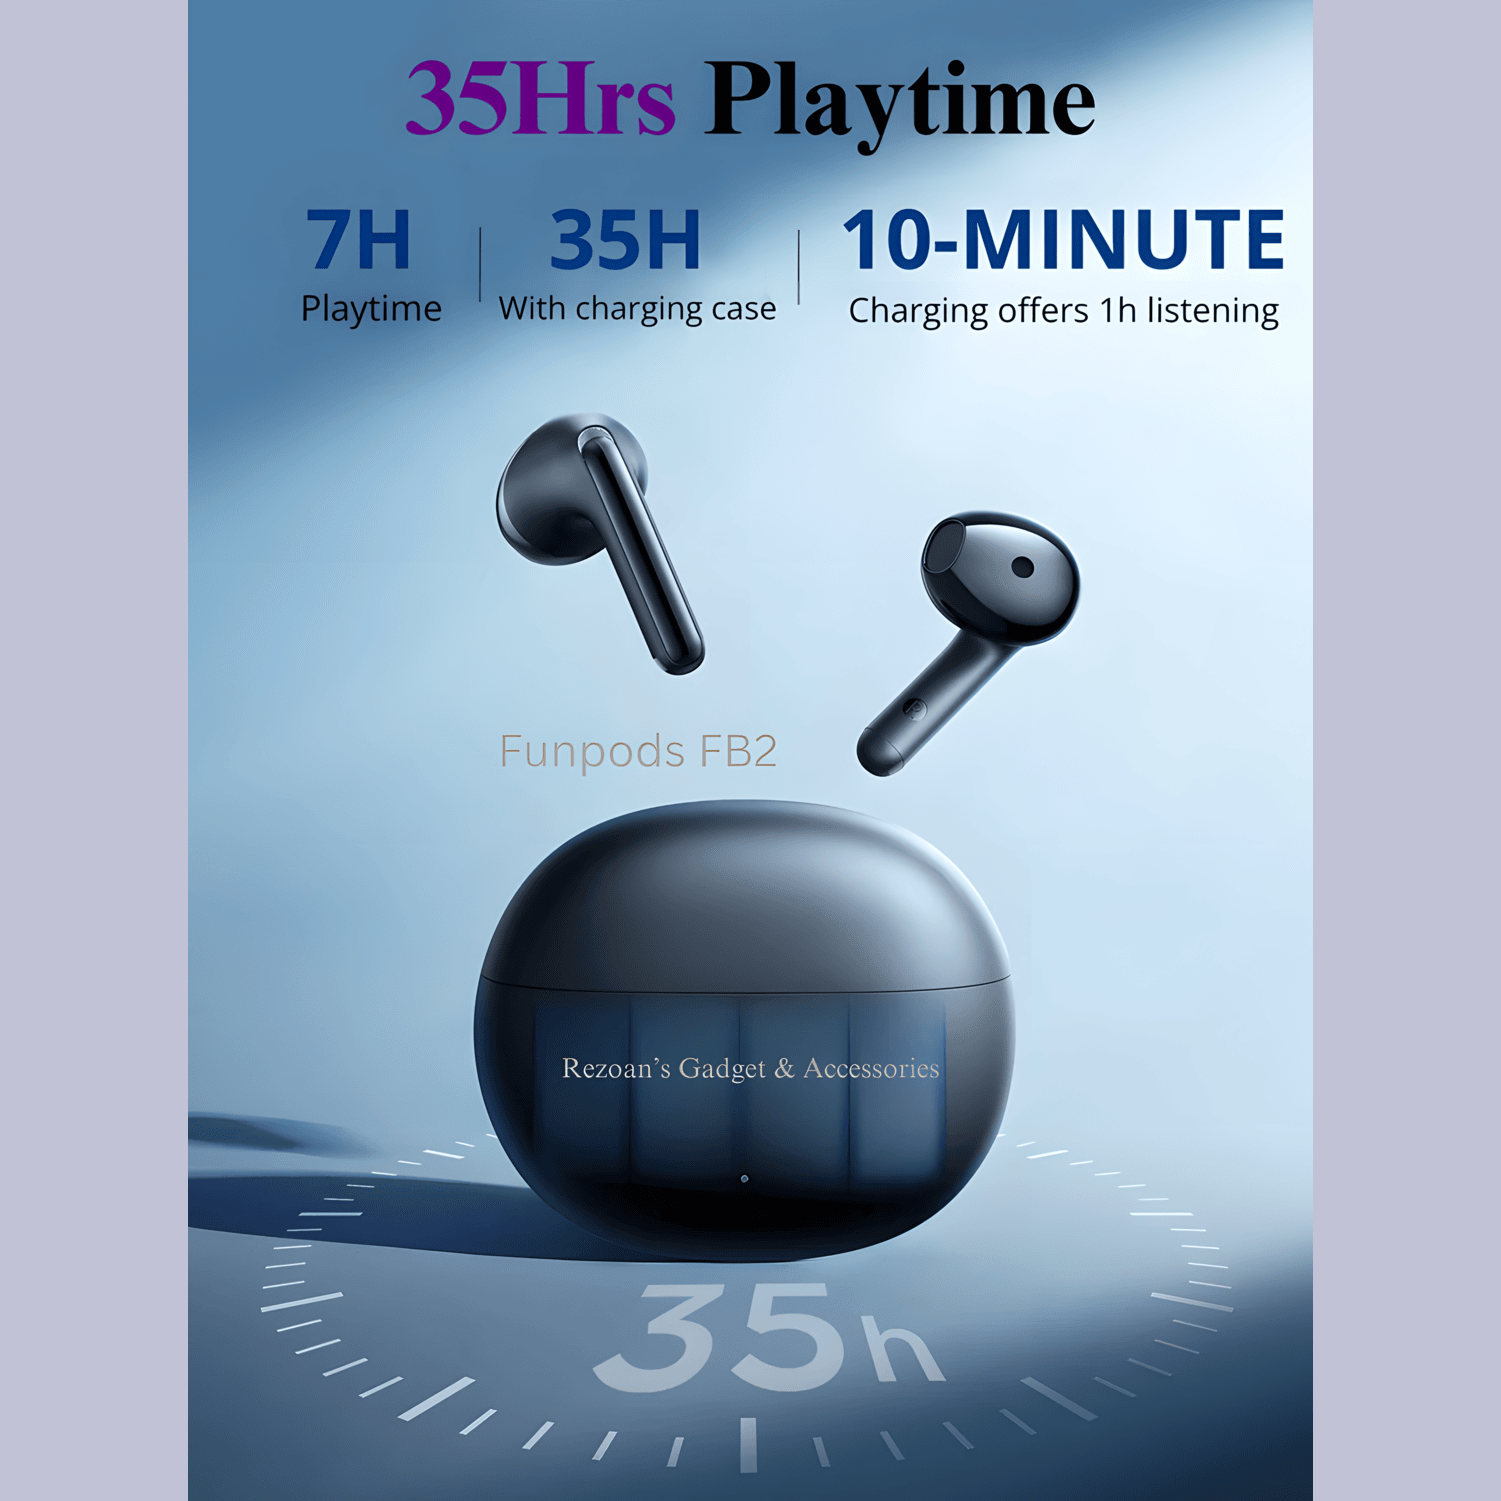 35Hrs Playtime
7H
Playtime
35H
With charging case
10-MINUTE
Charging offers 1h listening
R
Funpods FB2
Rezoan’s Gadget & Accessories
35h